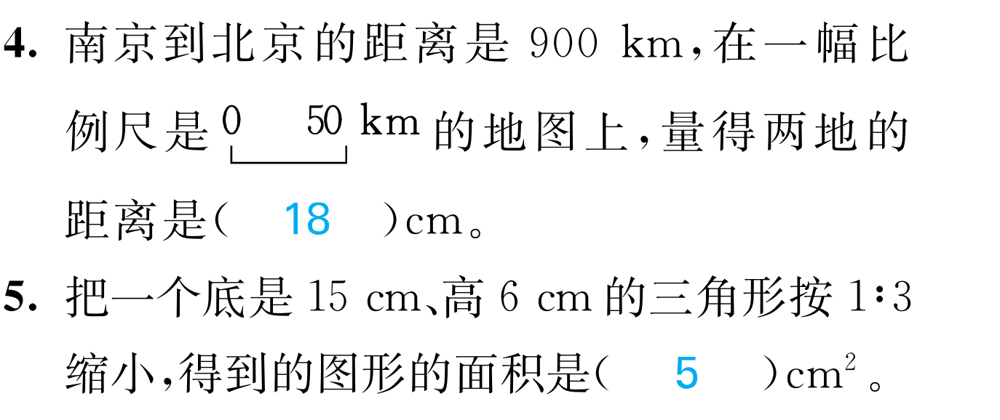 4. 南京到北京的距离是 900 km,在一幅比
例尺是 0 50 km 的地图上,量得两地的
距离是( 18 )cm。
5. 把一个底是 15 cm、高 6 cm 的三角形按 1∶3
缩小,得到的图形的面积是( 5 )cm²。